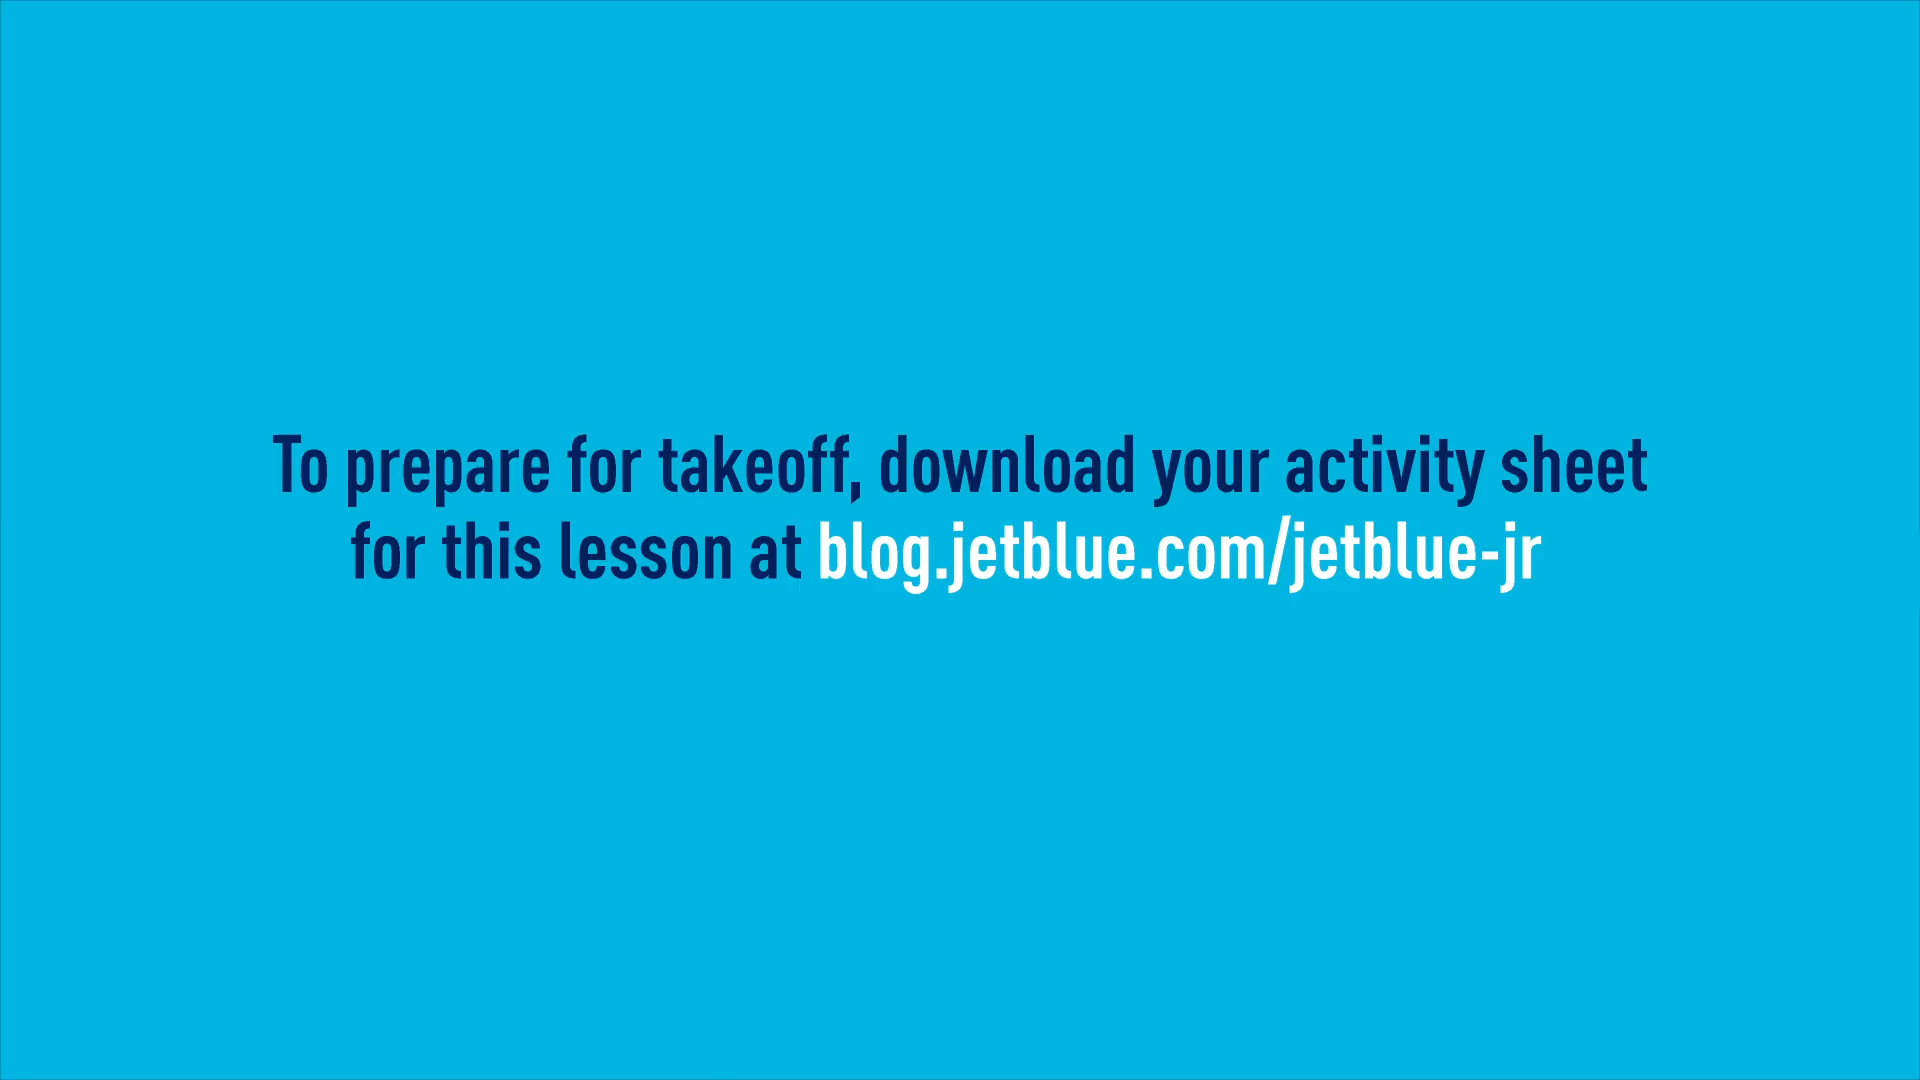 To prepare for takeoff, download your activity sheet
for this lesson at blog.jetblue.com/jetblue-jr